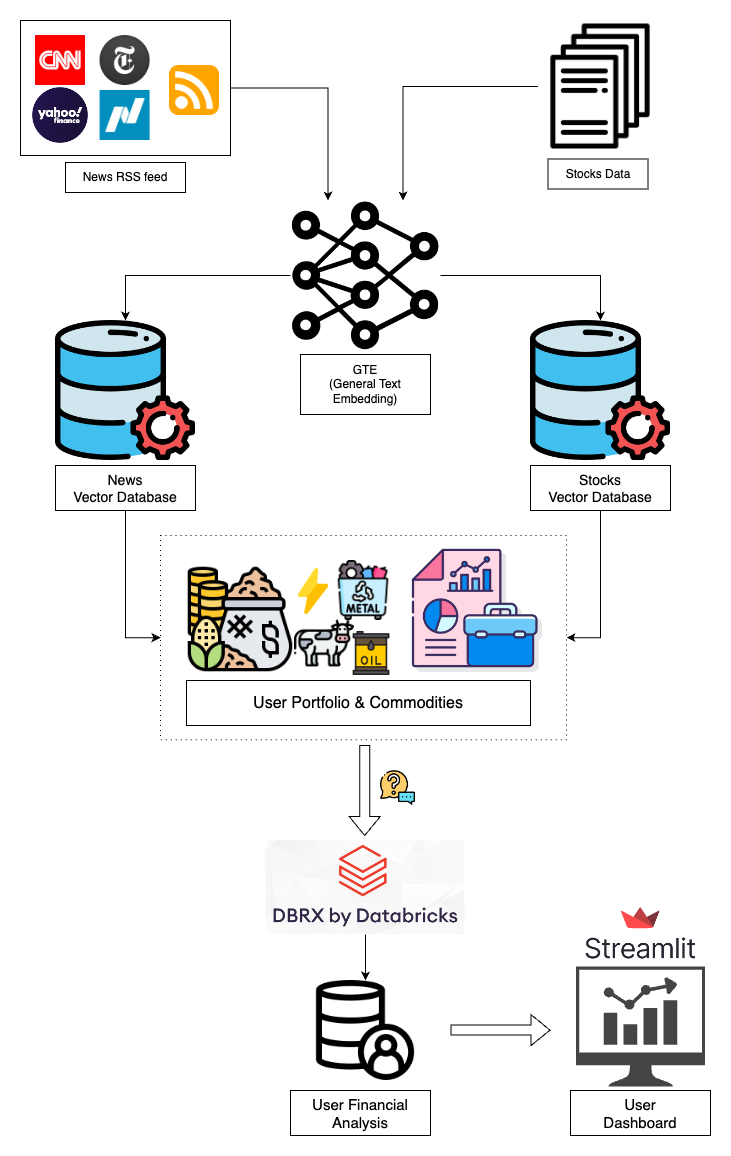 CNN
T
yahoo!
finance
News RSS feed
Stocks Data
GTE
(General Text
Embedding)
News
Vector Database
Stocks
Vector Database
METAL
$
OIL
User Portfolio & Commodities
?
DBRX by Databricks
Streamlit
User Financial
Analysis
User
Dashboard